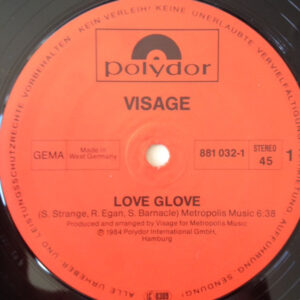 KEIN VERLEIH! KEINE UNERLAUBTE VERVIELFÄLTIGUNG
polydor
VISAGE
GEMA
Made in
West Germany
881 032-1
STEREO
45
1
LOVE GLOVE
(S. Strange, R. Egan, S. Barnacle) Metropolis Music 6:38
Produced and arranged by Visage for Metropolis Music
Ⓟ 1984 Polydor International GmbH,
Hamburg
AUFFÜHRUNG, SENDUNG!
ALLE URHEBER UND LEISTUNGSSCHUTZRECHTE VORBEHALTEN